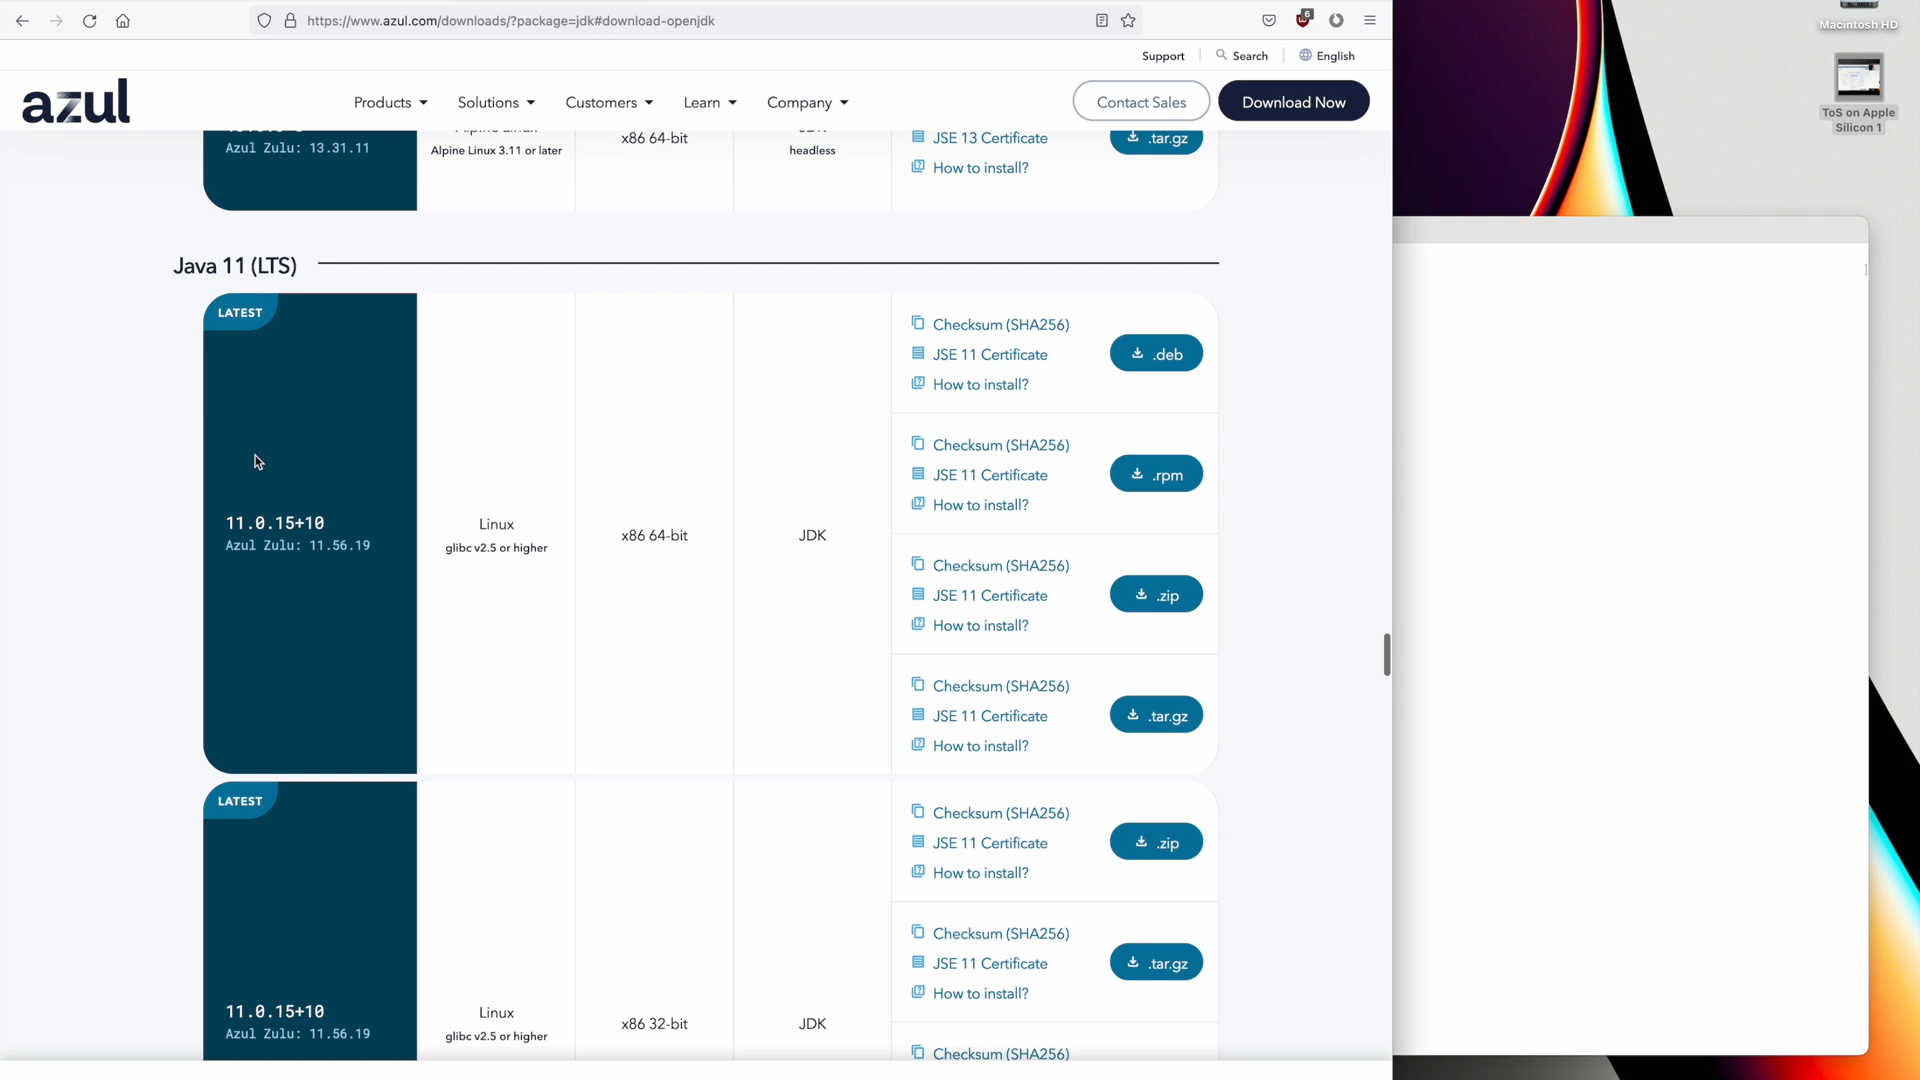 https://www.azul.com/downloads/?package=jdk#download-openjdk
6
Macintosh HD
Support
Search
English
azul
Products
Solutions
Customers
Learn
Company
Contact Sales
Download Now
ToS on Apple
Silicon 1
Azul Zulu: 13.31.11
Alpine Linux
Alpine Linux 3.11 or later
x86 64-bit
JDK
headless
JSE 13 Certificate
How to install?
.tar.gz
Java 11 (LTS)
LATEST
11.0.15+10
Azul Zulu: 11.56.19
Linux
glibc v2.5 or higher
x86 64-bit
JDK
Checksum (SHA256)
JSE 11 Certificate
How to install?
.deb
Checksum (SHA256)
JSE 11 Certificate
How to install?
.rpm
Checksum (SHA256)
JSE 11 Certificate
How to install?
.zip
Checksum (SHA256)
JSE 11 Certificate
How to install?
.tar.gz
LATEST
11.0.15+10
Azul Zulu: 11.56.19
Linux
glibc v2.5 or higher
x86 32-bit
JDK
Checksum (SHA256)
JSE 11 Certificate
How to install?
.zip
Checksum (SHA256)
JSE 11 Certificate
How to install?
.tar.gz
Checksum (SHA256)